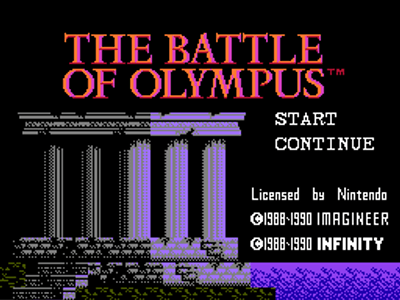 THE BATTLE
OF OLYMPUS™
START
CONTINUE
Licensed by Nintendo
©1988-1990 IMAGINEER
©1988-1990 INFINITY